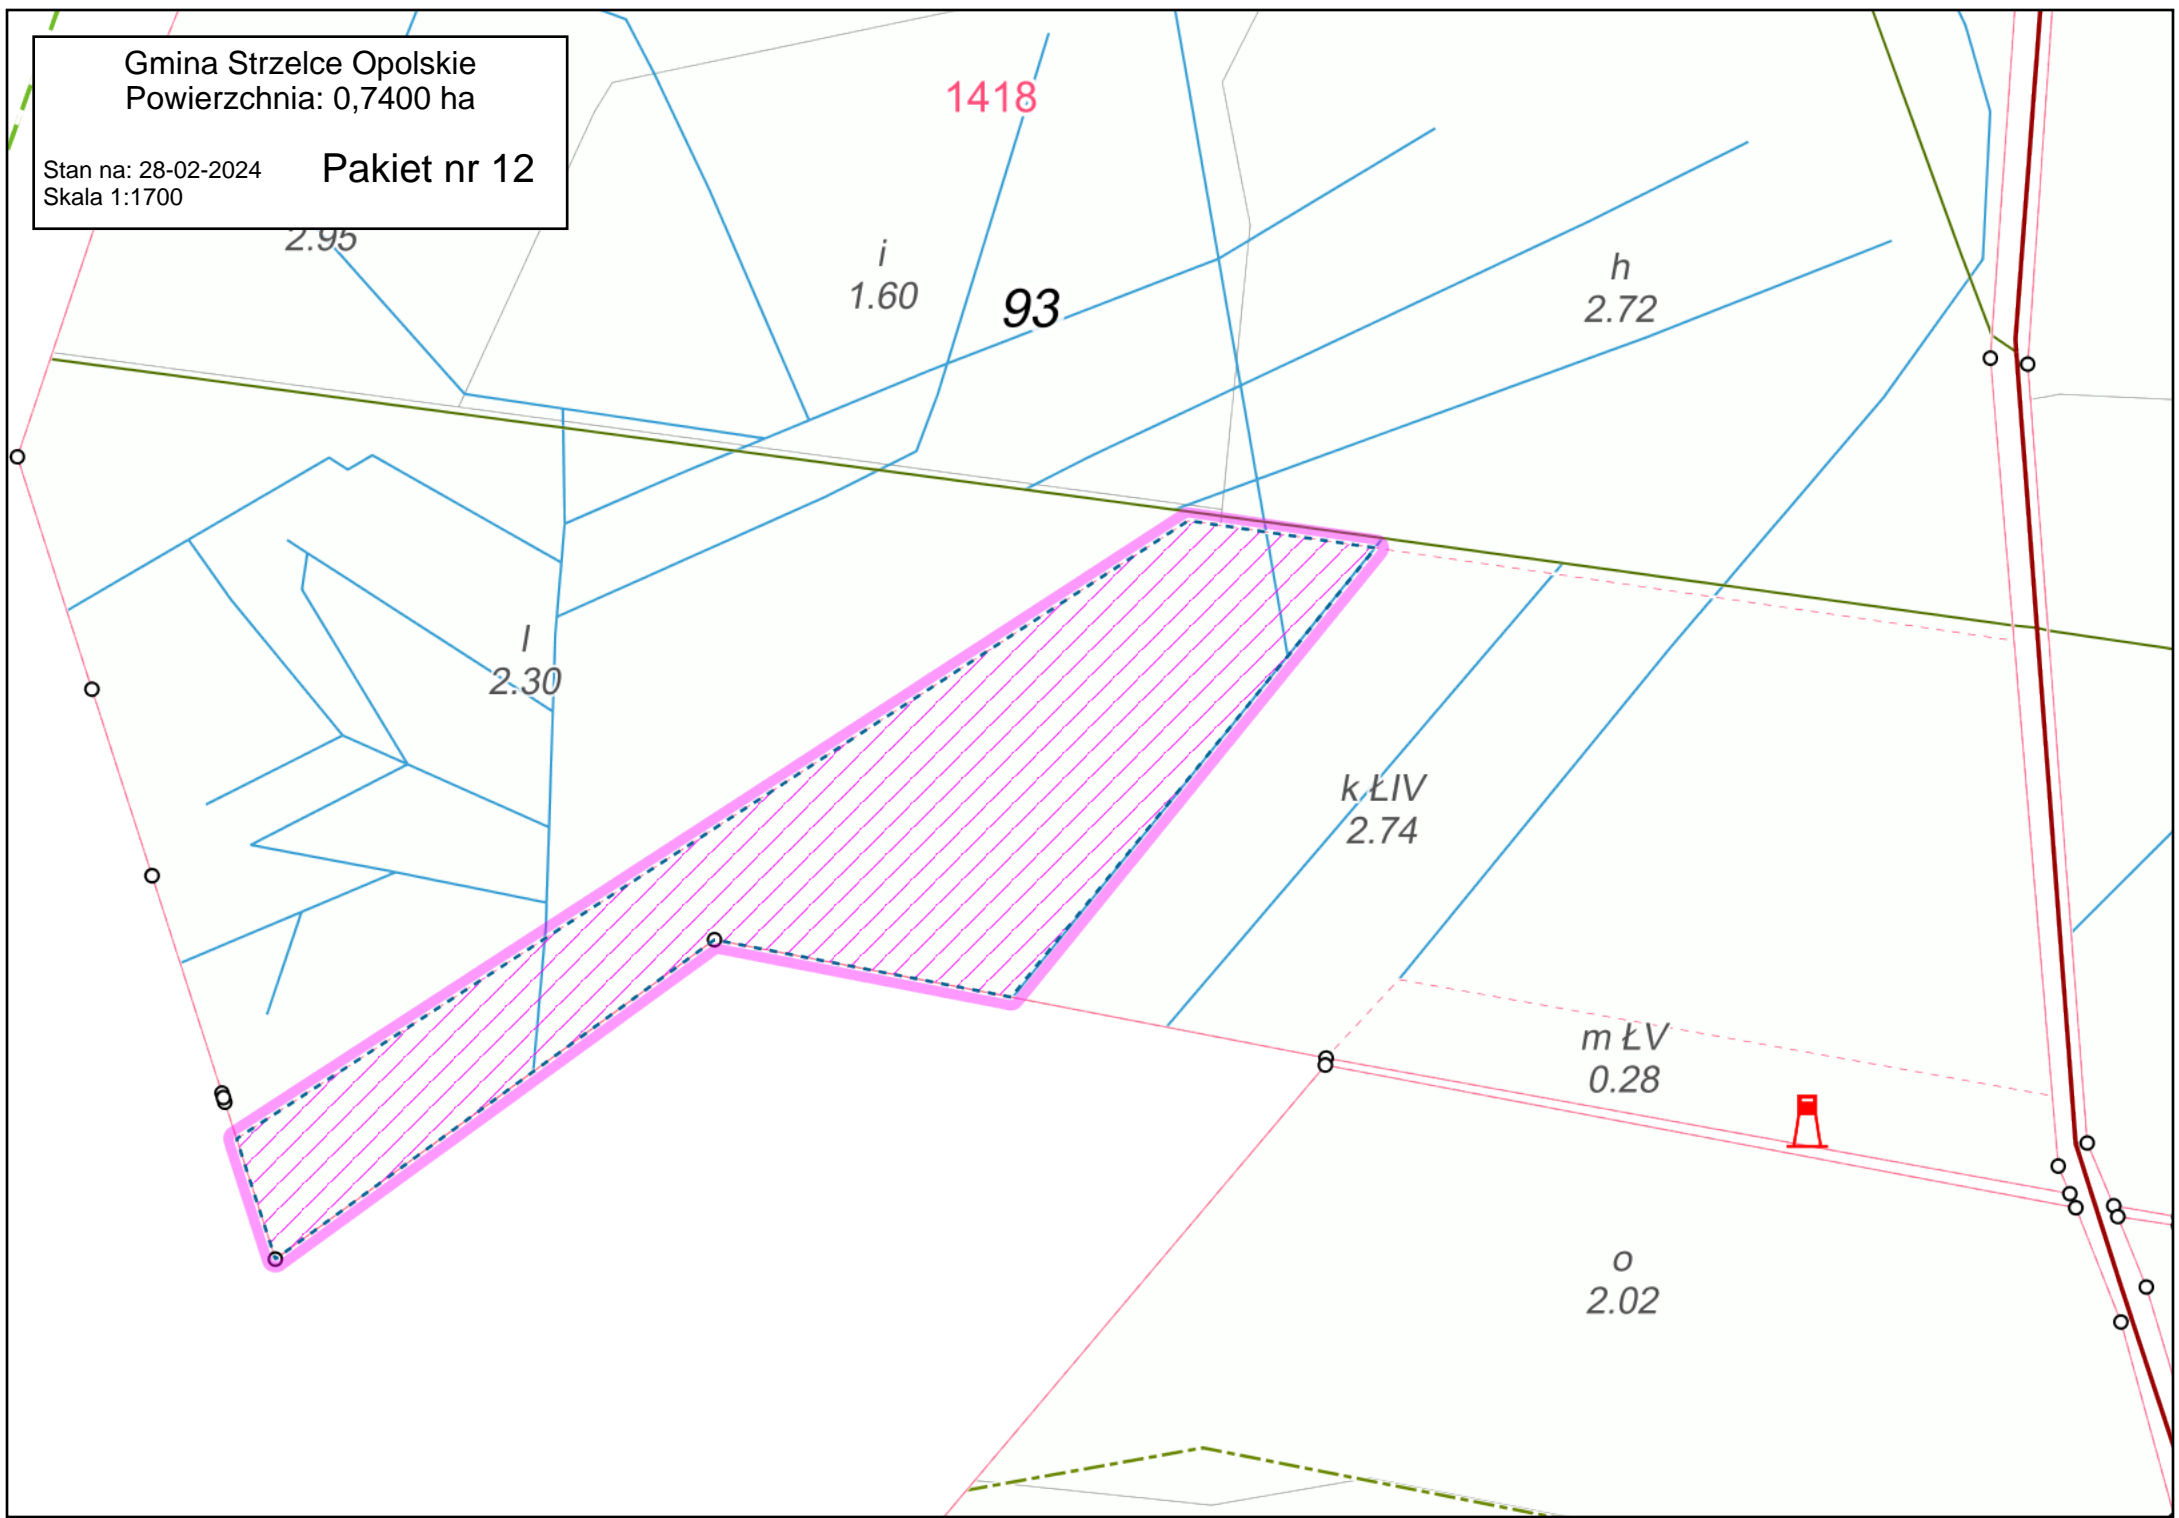 Gmina Strzelce Opolskie
Powierzchnia: 0,7400 ha
Stan na: 28-02-2024
Pakiet nr 12
Skala 1:1700
1418
2.95
i
1.60
93
h
2.72
l
2.30
k ŁIV
2.74
m ŁV
0.28
o
2.02